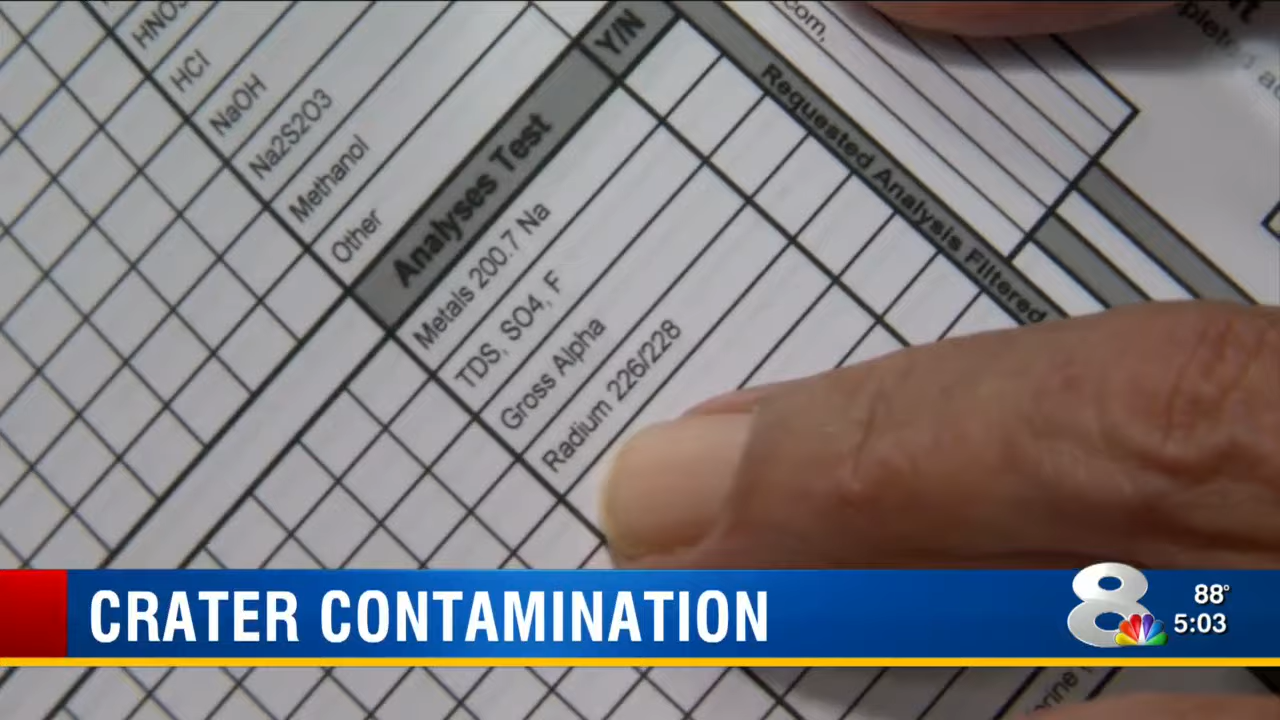 HNO3
HCl
NaOH
Na2S2O3
Methanol
Other
Analyses Test
Y/N
Metals 200.7 Na
TDS, SO4, F
Gross Alpha
Radium 226/228
Requested Analysis Filtered
com,
CRATER CONTAMINATION
8
88°
5:03